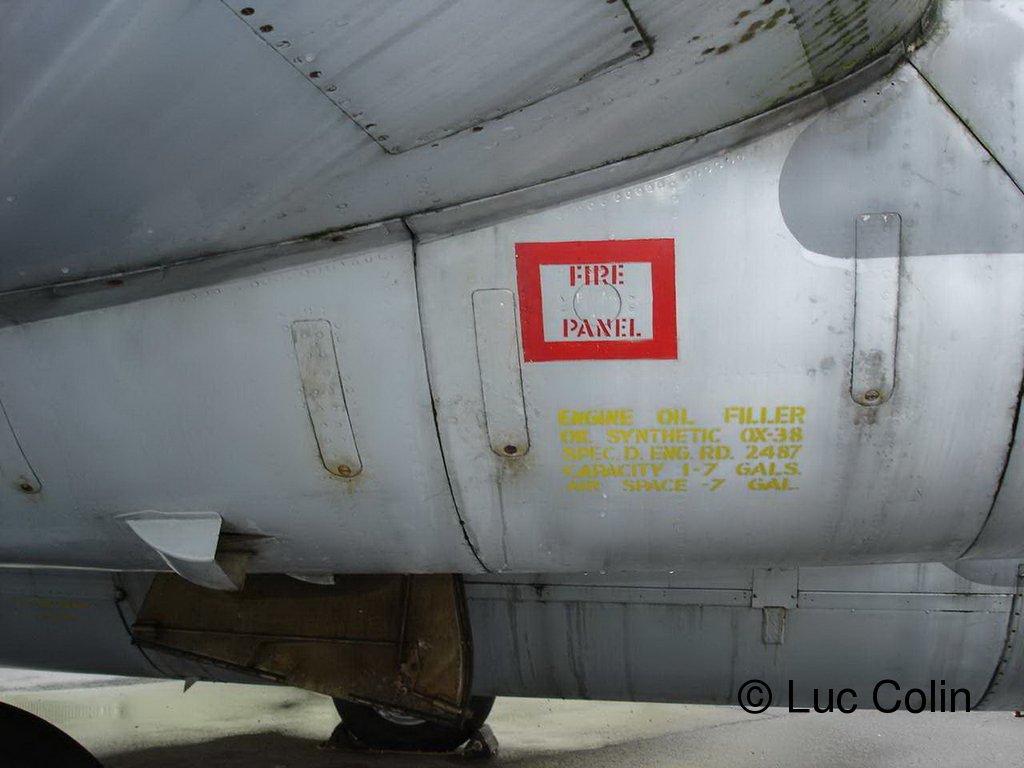 FIRE
PANEL
ENGINE OIL FILLER
OIL SYNTHETIC OX-38
SPEC. D. ENG. RD. 2487
CAPACITY 1-7 GALS.
AIR SPACE -7 GAL.
© Luc Colin